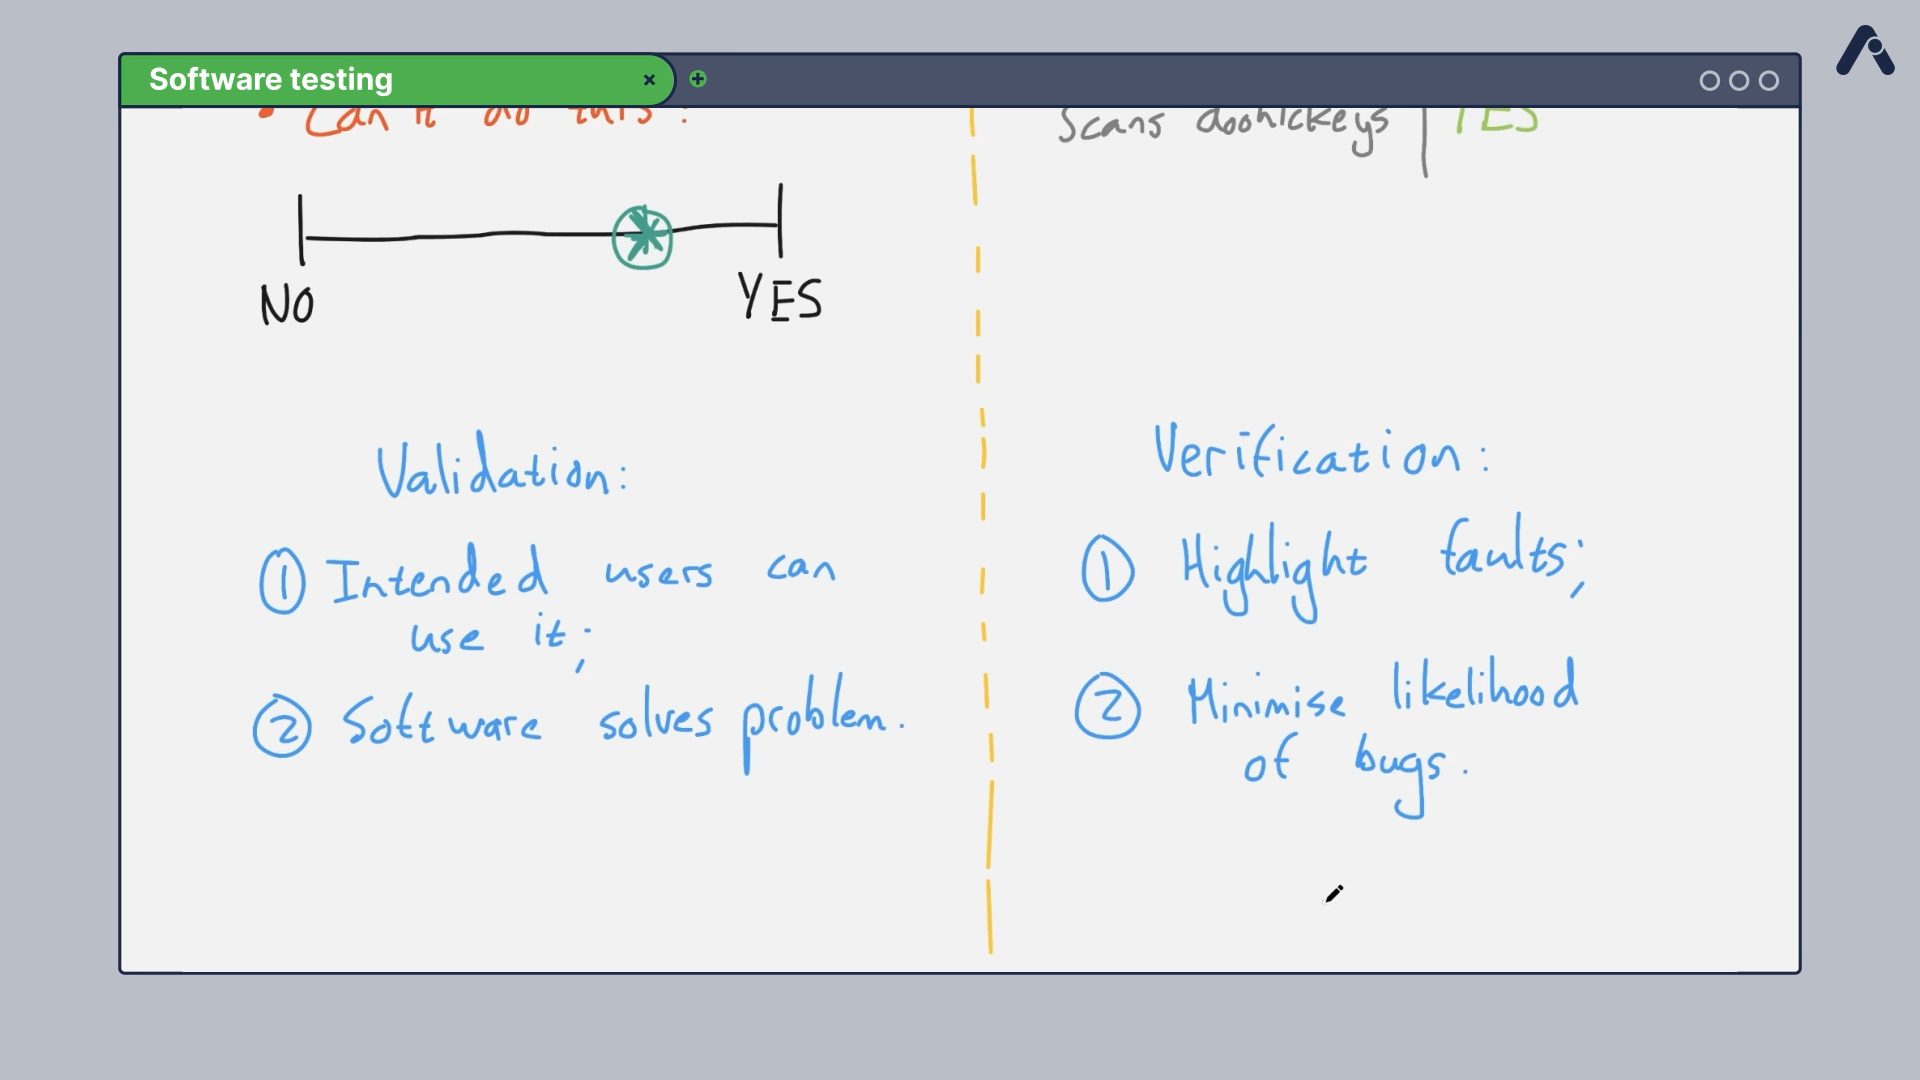 Software testing
• Can it do this?
NO
YES
Validation:
1 Intended users can
use it;
2 Software solves problem.
Scans doohickeys | YES
Verification:
1 Highlight faults;
2 Minimise likelihood
of bugs.